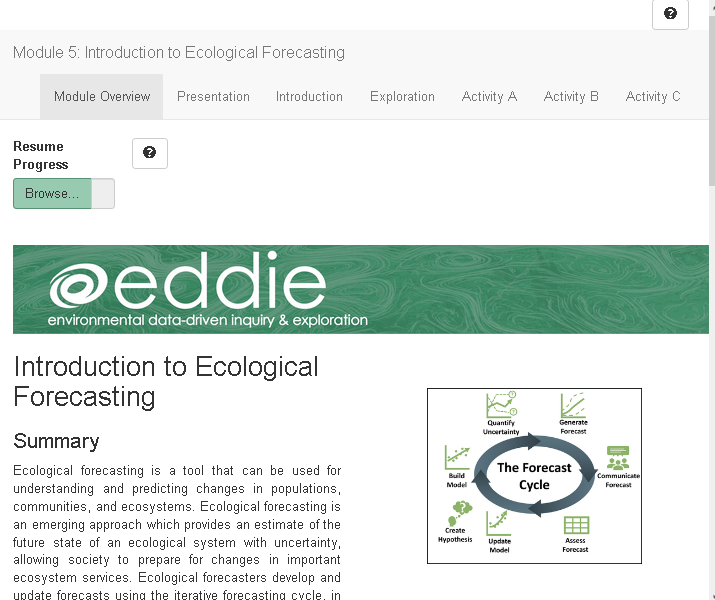 Module 5: Introduction to Ecological Forecasting
Module Overview Presentation Introduction Exploration Activity A Activity B Activity C
Resume
Progress
Browse...
eddie
environmental data-driven inquiry & exploration
Introduction to Ecological
Forecasting
Summary
Ecological forecasting is a tool that can be used for
understanding and predicting changes in populations,
communities, and ecosystems. Ecological forecasting is
an emerging approach which provides an estimate of the
future state of an ecological system with uncertainty,
allowing society to prepare for changes in important
ecosystem services. Ecological forecasters develop and
update forecasts using the iterative forecasting cycle, in
Quantify
Uncertainty
Generate
Forecast
Build
Model
The Forecast
Cycle
Communicate
Forecast
Create
Hypothesis
Update
Model
Assess
Forecast